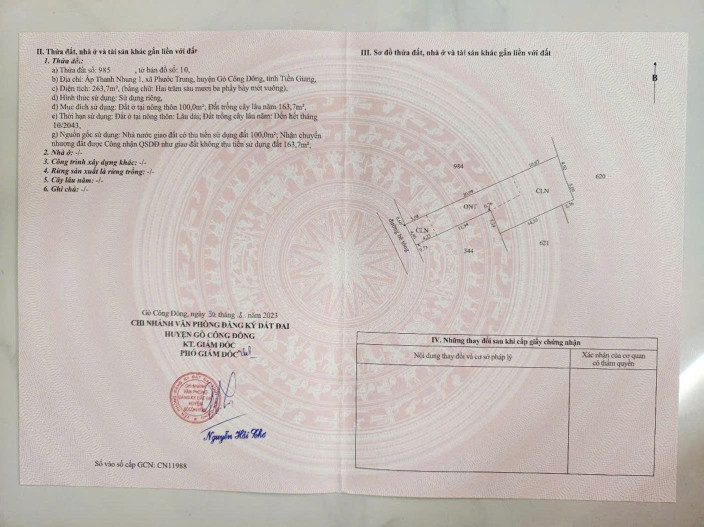 II. Thửa đất, nhà ở và tài sản khác gắn liền với đất
1. Thửa đất:
a) Thửa đất số: 985 , tờ bản đồ số: 10,
b) Địa chỉ: Ấp Thanh Nhung 1, xã Phước Trung, huyện Gò Công Đông, tỉnh Tiền Giang,
c) Diện tích: 263,7m², (bằng chữ: Hai trăm sáu mươi ba phẩy bảy mét vuông),
d) Hình thức sử dụng: Sử dụng riêng,
đ) Mục đích sử dụng: Đất ở tại nông thôn 100,0m²; Đất trồng cây lâu năm 163,7m²,
e) Thời hạn sử dụng: Đất ở tại nông thôn: Lâu dài; Đất trồng cây lâu năm: Đến hết tháng
10/2043,
g) Nguồn gốc sử dụng: Nhà nước giao đất có thu tiền sử dụng đất 100,0m²; Nhận chuyển
nhượng đất được Công nhận QSDĐ như giao đất không thu tiền sử dụng đất 163,7m²,
2. Nhà ở: -/-
3. Công trình xây dựng khác: -/-
4. Rừng sản xuất là rừng trồng: -/-
5. Cây lâu năm: -/-
6. Ghi chú: -/-
Gò Công Đông, ngày tháng năm 2023
CHI NHÁNH VĂN PHÒNG ĐĂNG KÝ ĐẤT ĐAI
HUYỆN GÒ CÔNG ĐÔNG
KT. GIÁM ĐỐC
PHÓ GIÁM ĐỐC
CHI NHÁNH
VĂN PHÒNG
ĐĂNG KÝ ĐẤT ĐAI
HUYỆN
Nguyễn Hải
Số vào sổ cấp GCN: CN11988
III. Sơ đồ thửa đất, nhà ở và tài sản khác gắn liền với đất
B
984
620
CLN
ONT
CLN
544
621
IV. Những thay đổi sau khi cấp giấy chứng nhận
Nội dung thay đổi và cơ sở pháp lý
Xác nhận của cơ quan
có thẩm quyền